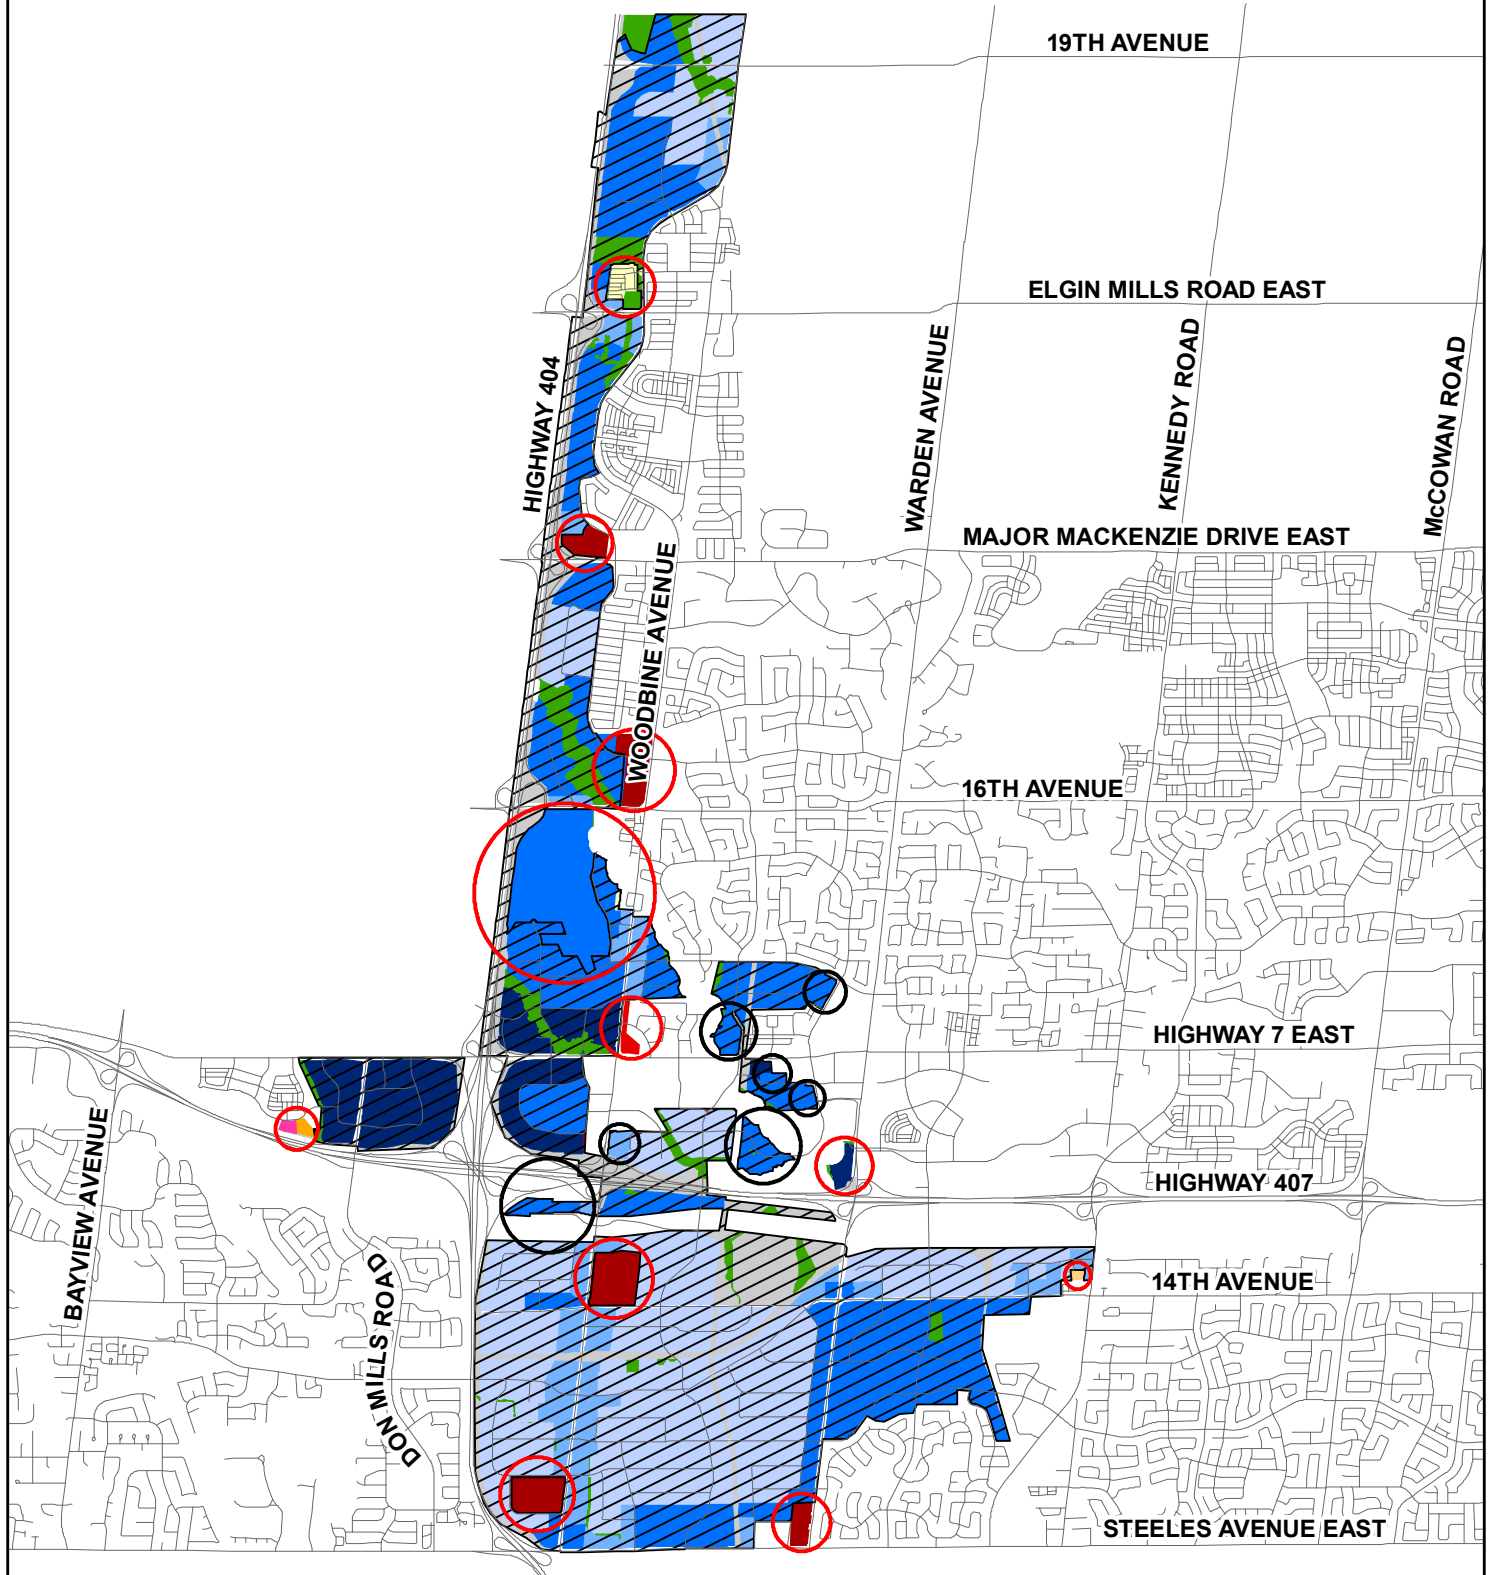 19TH AVENUE
ELGIN MILLS ROAD EAST
HIGHWAY 404
WARDEN AVENUE
KENNEDY ROAD
McCOWAN ROAD
MAJOR MACKENZIE DRIVE EAST
WOODBINE AVENUE
16TH AVENUE
HIGHWAY 7 EAST
BAYVIEW AVENUE
HIGHWAY 407
DON MILLS ROAD
14TH AVENUE
STEELES AVENUE EAST